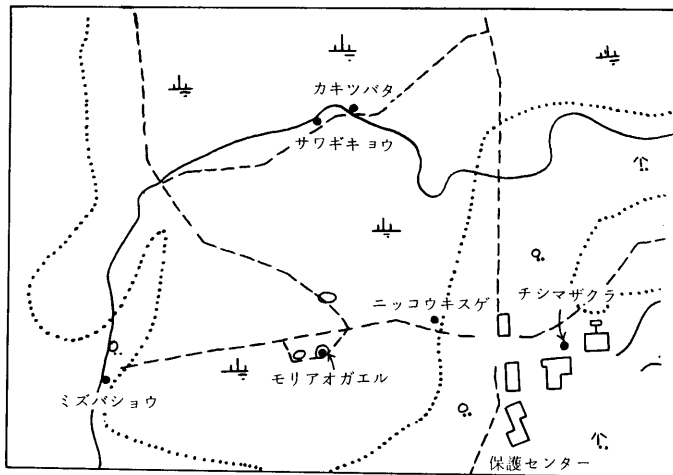 カキツバタ
サワギキョウ
ニッコウキスゲ
チシマザクラ
モリアオガエル
ミズバショウ
保護センター